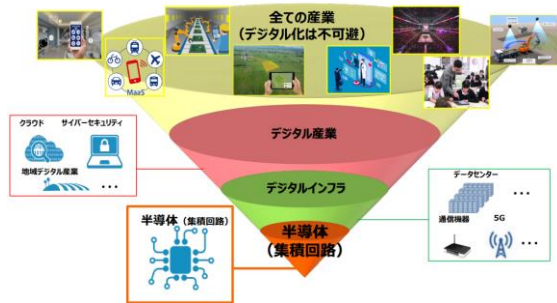 全ての産業
(デジタル化は不可避)
MaaS
デジタル産業
クラウド サイバーセキュリティ
地域デジタル産業
・・・
デジタルインフラ
データセンター
・・・
通信機器 5G
・・・
半導体
(集積回路)
半導体(集積回路)